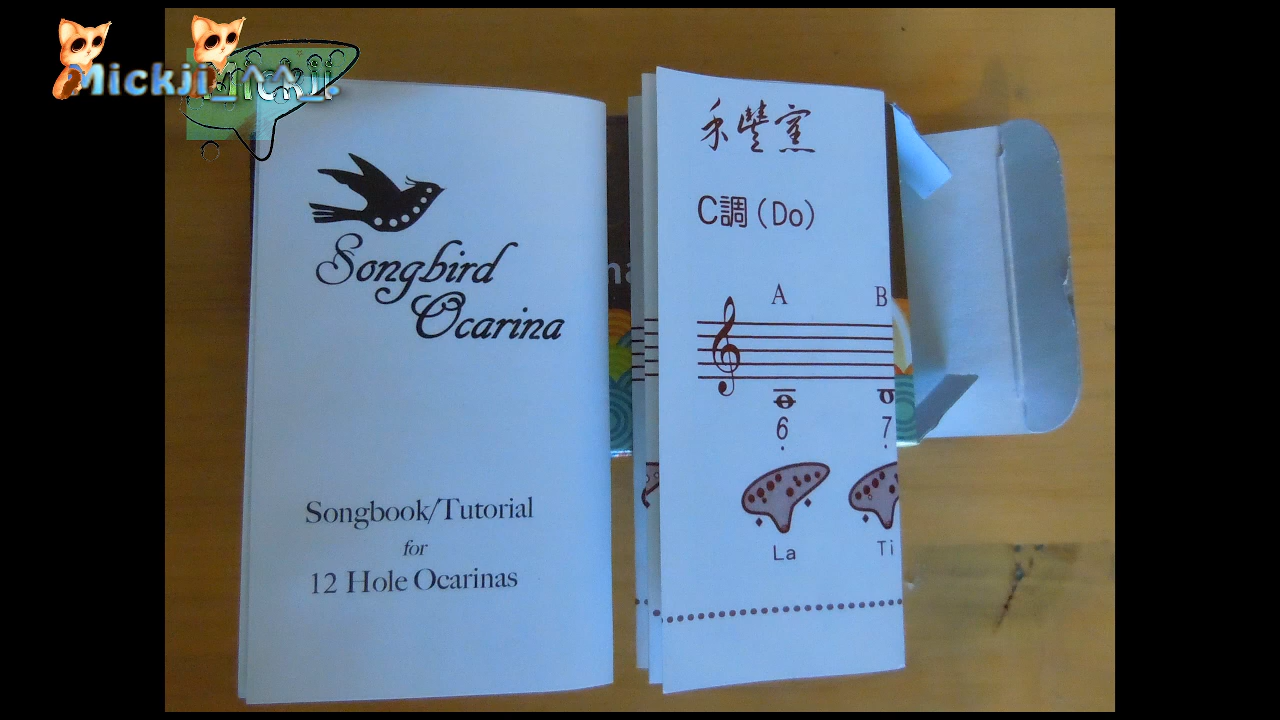 Mickji_^^
Mickji.
Songbird
Ocarina
Songbook/Tutorial
for
12 Hole Ocarinas
禾豐窯
C調(Do)
A B
6 7
La Ti